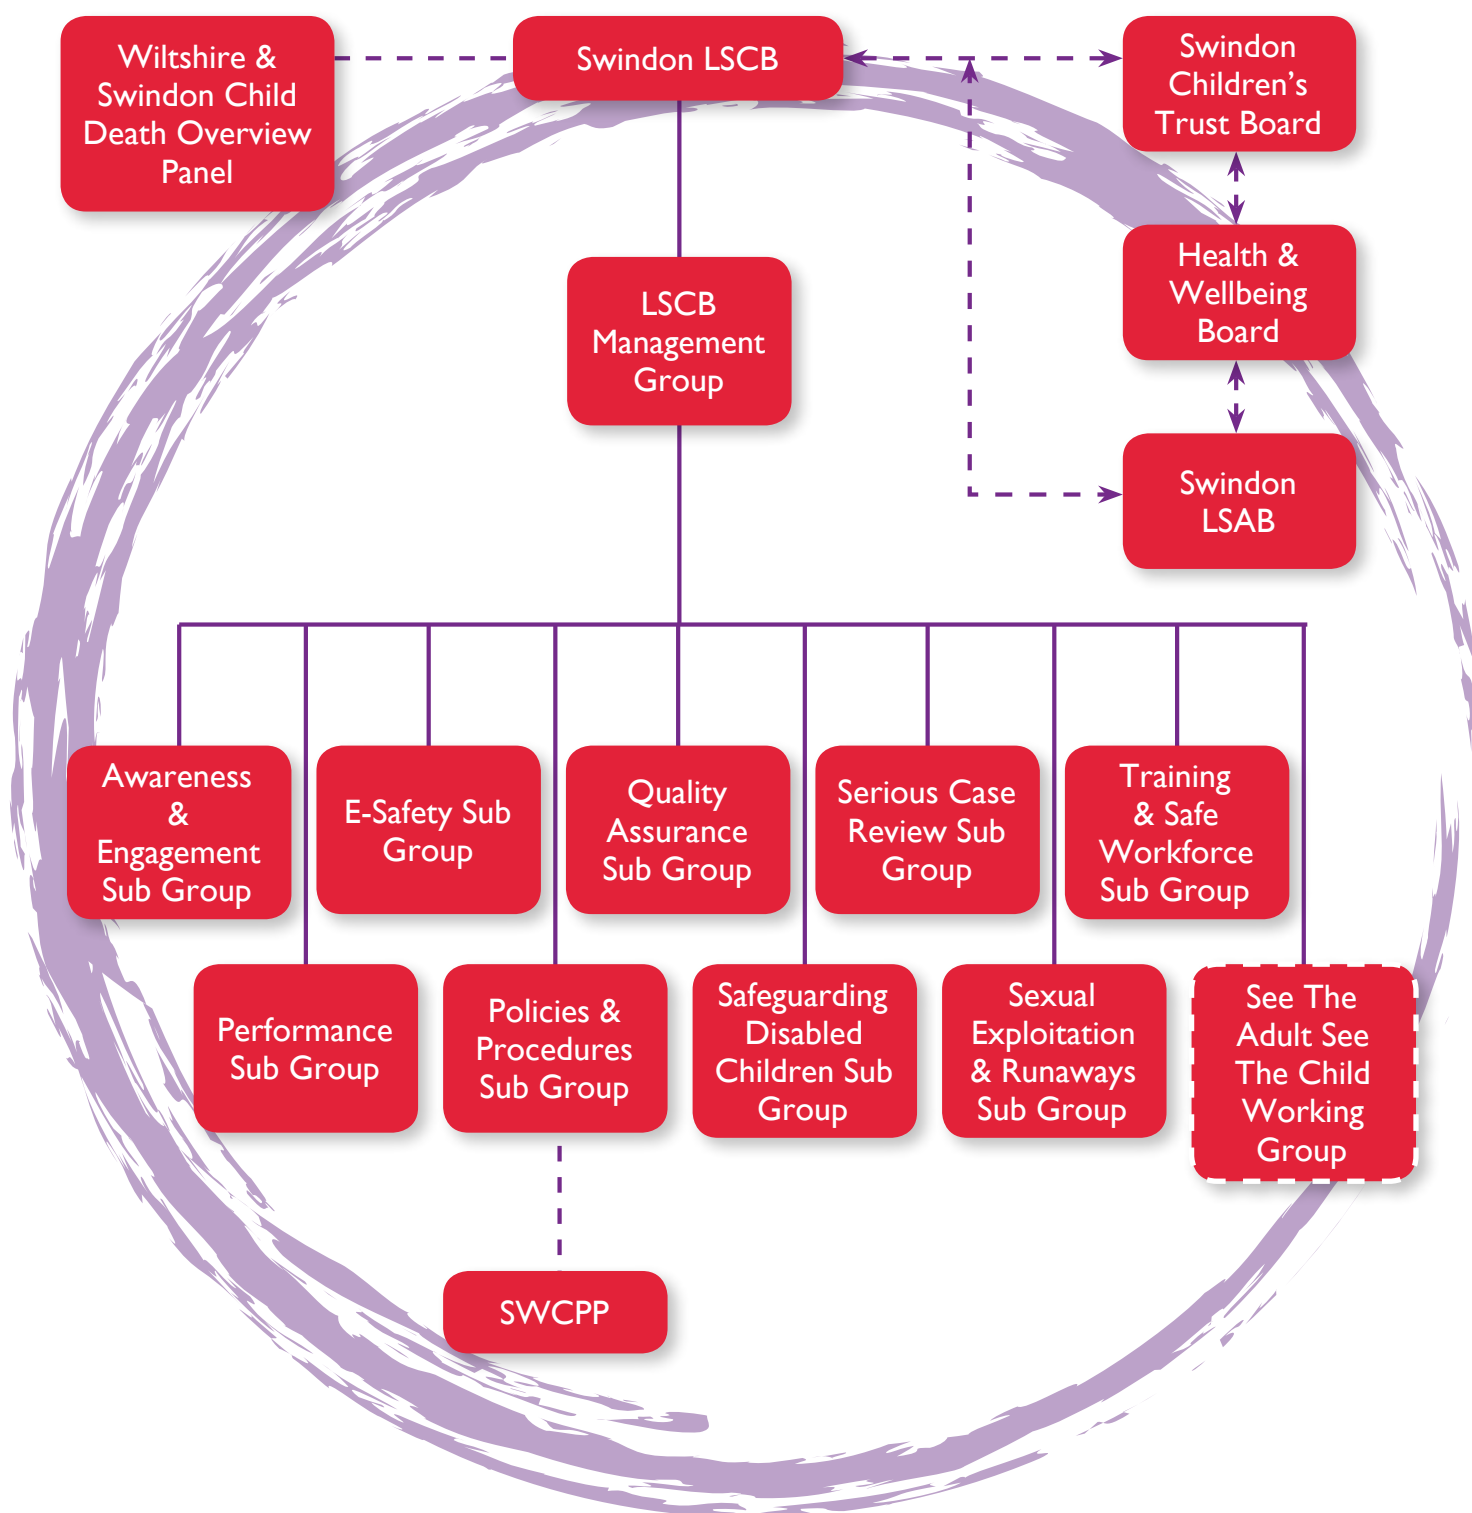 Wiltshire &
Swindon Child
Death Overview
Panel
Swindon LSCB
Swindon
Children’s
Trust Board
Health &
Wellbeing
Board
LSCB
Management
Group
Swindon
LSAB
Awareness
&
Engagement
Sub Group
E-Safety Sub
Group
Quality
Assurance
Sub Group
Serious Case
Review Sub
Group
Training
& Safe
Workforce
Sub Group
Performance
Sub Group
Policies &
Procedures
Sub Group
Safeguarding
Disabled
Children Sub
Group
Sexual
Exploitation
& Runaways
Sub Group
See The
Adult See
The Child
Working
Group
SWCPP